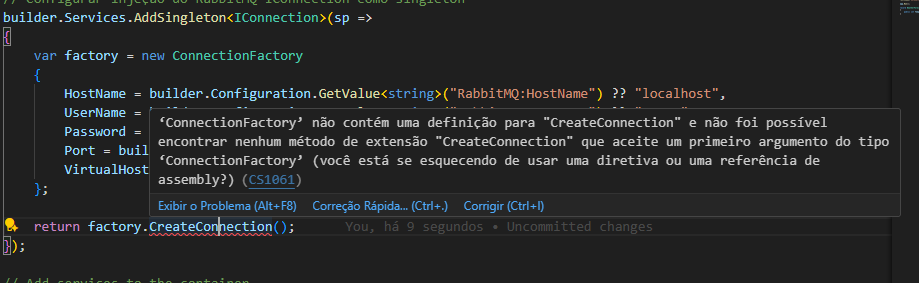 // Configurar injeção do RabbitMQ IConnection como singleton
builder.Services.AddSingleton<IConnection>(sp =>
{
var factory = new ConnectionFactory
{
HostName = builder.Configuration.GetValue<string>("RabbitMQ:HostName") ?? "localhost",
UserName =
Password =
Port = buil
VirtualHost
};
‘ConnectionFactory’ não contém uma definição para "CreateConnection" e não foi possível
encontrar nenhum método de extensão "CreateConnection" que aceite um primeiro argumento do tipo
‘ConnectionFactory’ (você está se esquecendo de usar uma diretiva ou uma referência de
assembly?) (CS1061)
Exibir o Problema (Alt+F8) Correção Rápida... (Ctrl+.) Corrigir (Ctrl+I)
return factory.CreateConnection(); You, há 9 segundos • Uncommitted changes
});
// Add services to the container